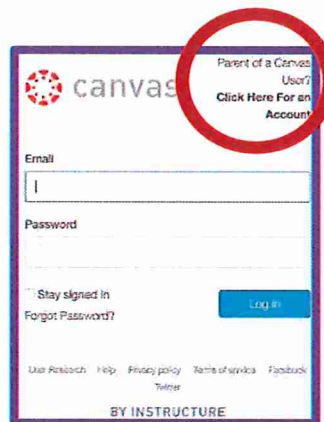 canvas
Parent of a Canvas
User?
Click Here For an
Account
Email
Password
Stay signed in
Forgot Password?
Log In
User Research Help Privacy policy Terms of service Facebook
Twitter
BY INSTRUCTURE